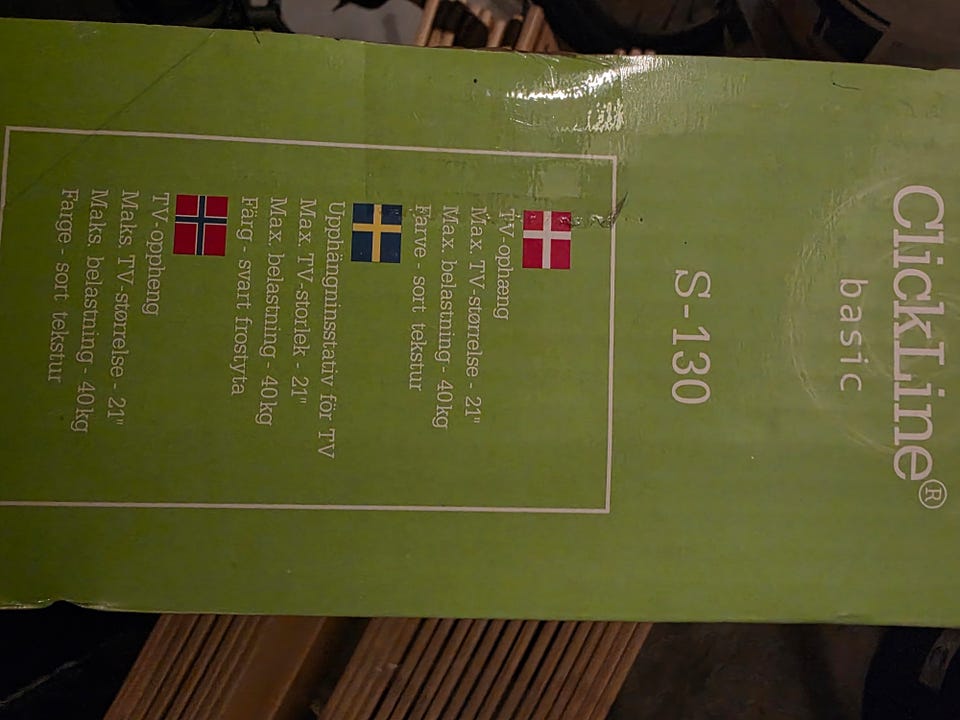 ClickLine®
basic
S-130
TV-ophæng
Max. TV-størrelse - 21"
Max. belastning - 40kg
Farve - sort tekstur
Upphängninsstativ för TV
Max. TV-storlek - 21"
Max. belastning - 40kg
Färg - svart frostyta
TV-oppheng
Maks. TV-størrelse - 21"
Maks. belastning - 40kg
Farge - sort tekstur